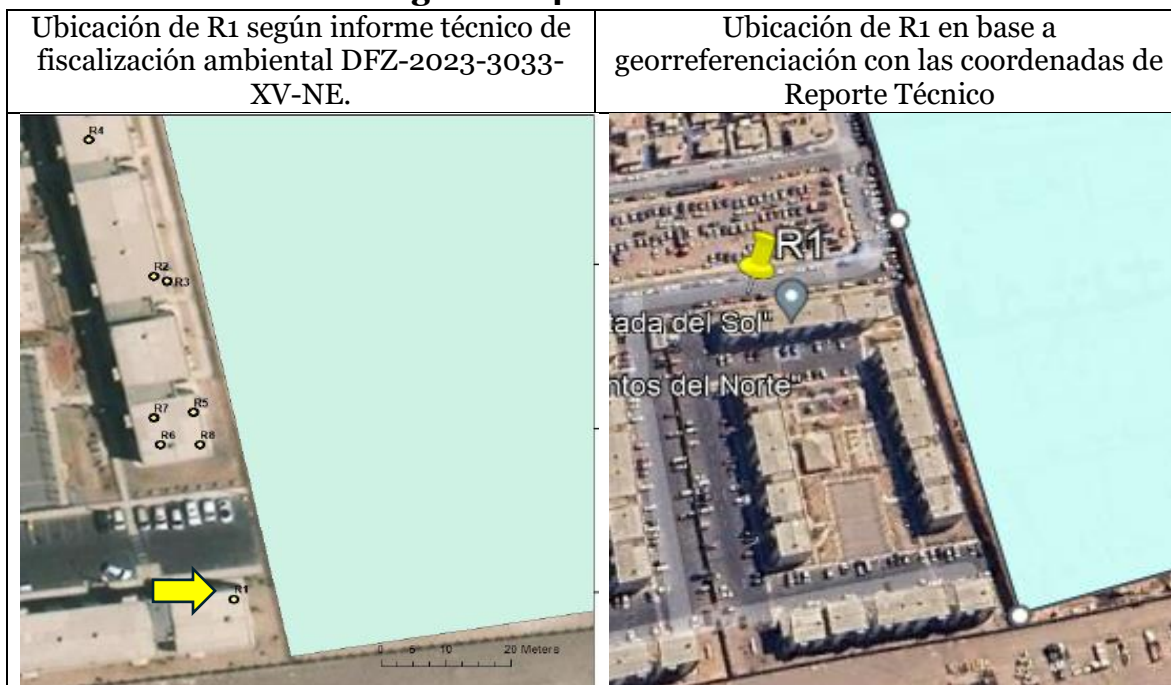 Ubicación de R1 según informe técnico de
fiscalización ambiental DFZ-2023-3033-
XV-NE.
Ubicación de R1 en base a
georreferenciación con las coordenadas de
Reporte Técnico
R4
R2
R3
R7
R5
R6
R8
R1
0 5 10 20 Meters
R1
tada del Sol"
ntos del Norte"